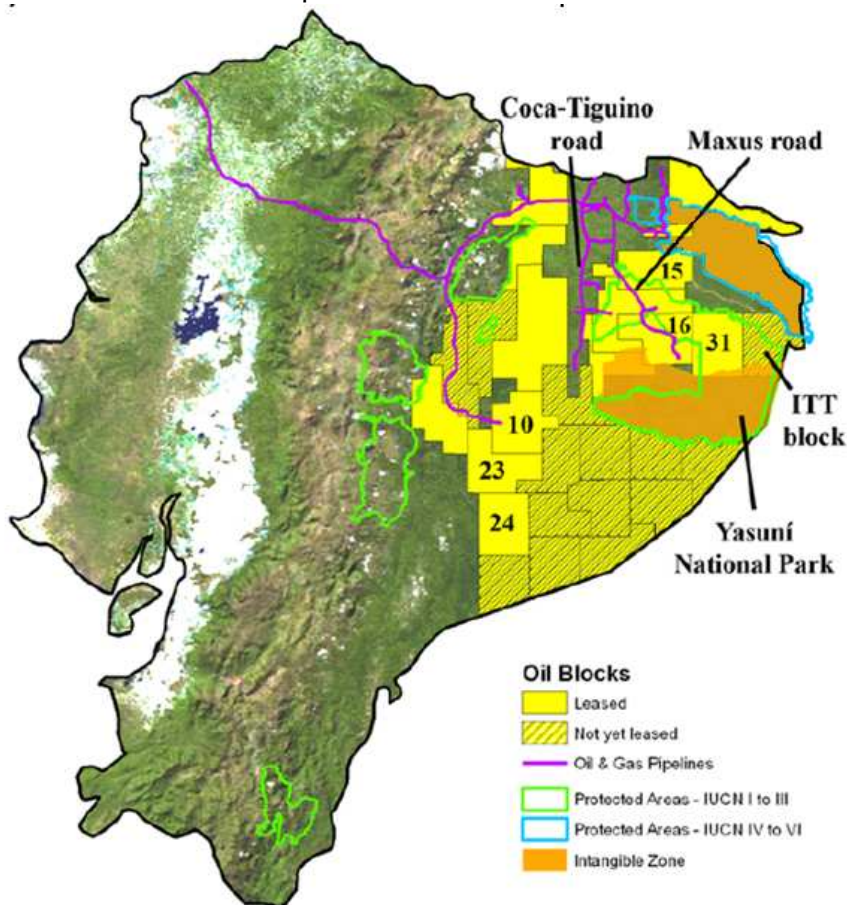 Coca-Tiguino
road
Maxus road
15
16
31
ITT
block
10
23
24
Yasuní
National Park
Oil Blocks
Leased
Not yet leased
Oil & Gas Pipelines
Protected Areas - IUCN I to III
Protected Areas - IUCN IV to VI
Intangible Zone